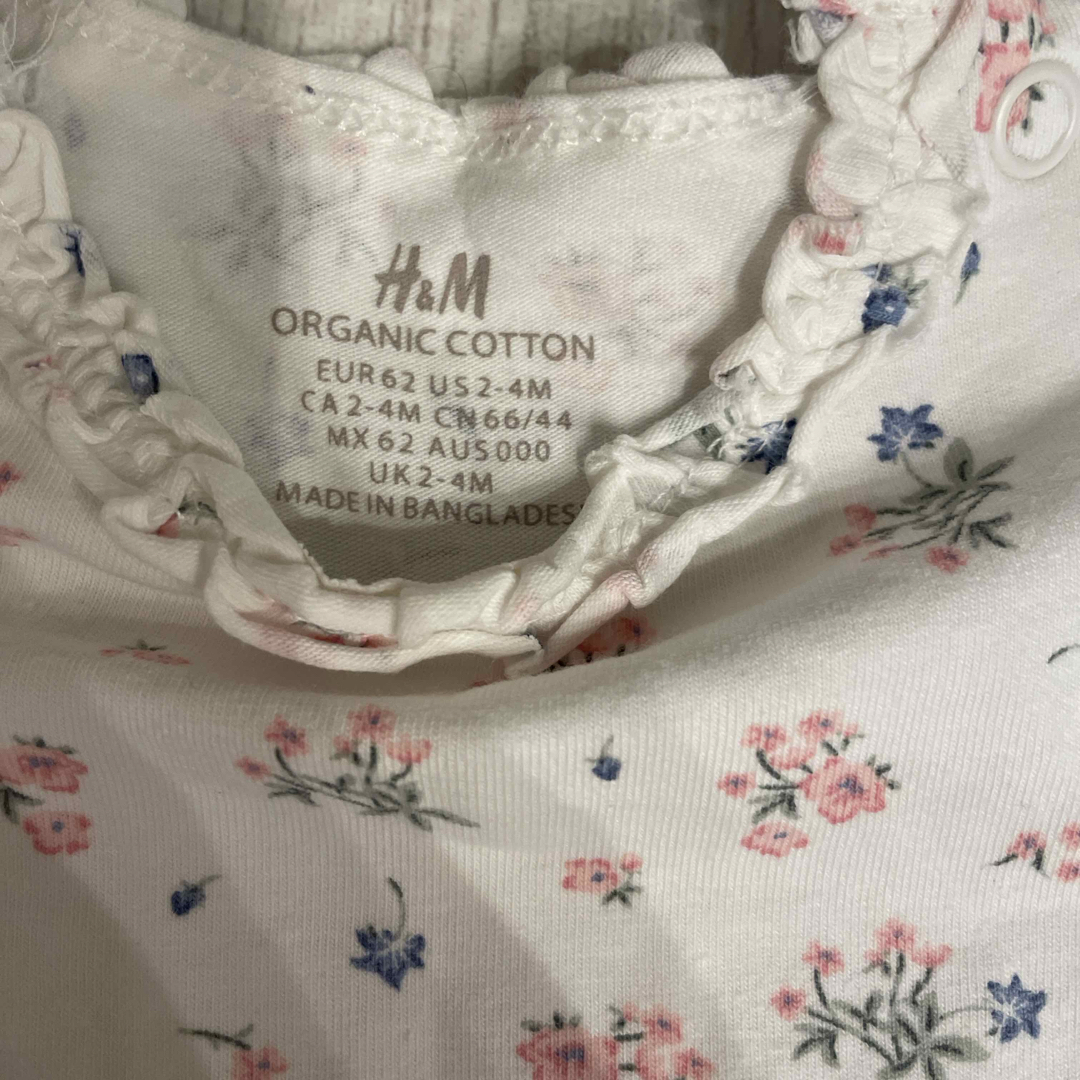 H&M
ORGANIC COTTON
EUR 62 US 2-4M
CA 2-4M CN 66/44
MX 62 AUS 000
UK 2-4M
MADE IN BANGLADES